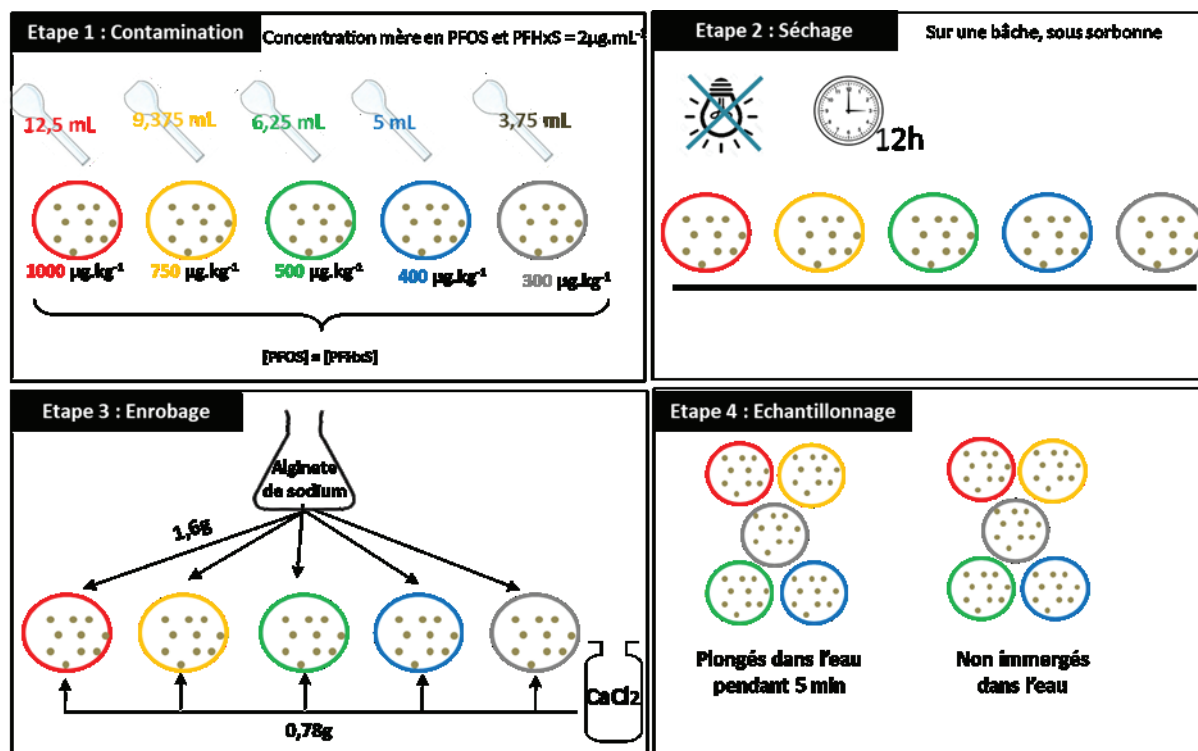 Etape 1 : Contamination
Concentration mère en PFOS et PFHxS = 2µg.mL⁻¹
12,5 mL
9,375 mL
6,25 mL
5 mL
3,75 mL
1000 µg.kg⁻¹
750 µg.kg⁻¹
500 µg.kg⁻¹
400 µg.kg⁻¹
300 µg.kg⁻¹
[PFOS] = [PFHxS]
Etape 2 : Séchage
Sur une bâche, sous sorbonne
12h
Etape 3 : Enrobage
Alginate
de sodium
1,6g
CaCl2
0,78g
Etape 4 : Echantillonnage
Plongés dans l'eau
pendant 5 min
Non immergés
dans l'eau